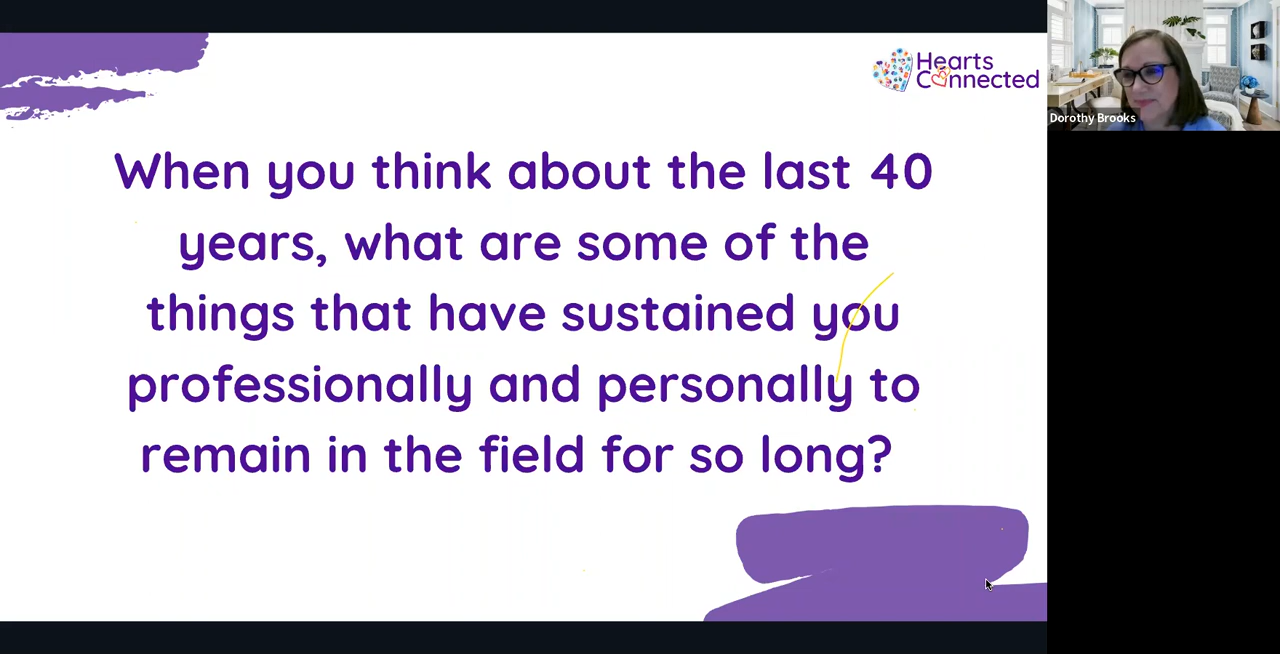 Hearts
Connected
When you think about the last 40
years, what are some of the
things that have sustained you
professionally and personally to
remain in the field for so long?
Dorothy Brooks